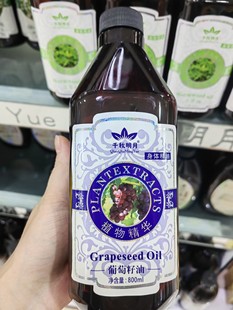 千秋明月
身体精油
PLANTEXTRACTS
植物精华
Grapeseed Oil
葡萄籽油
净含量: 800ml
Yue
明月